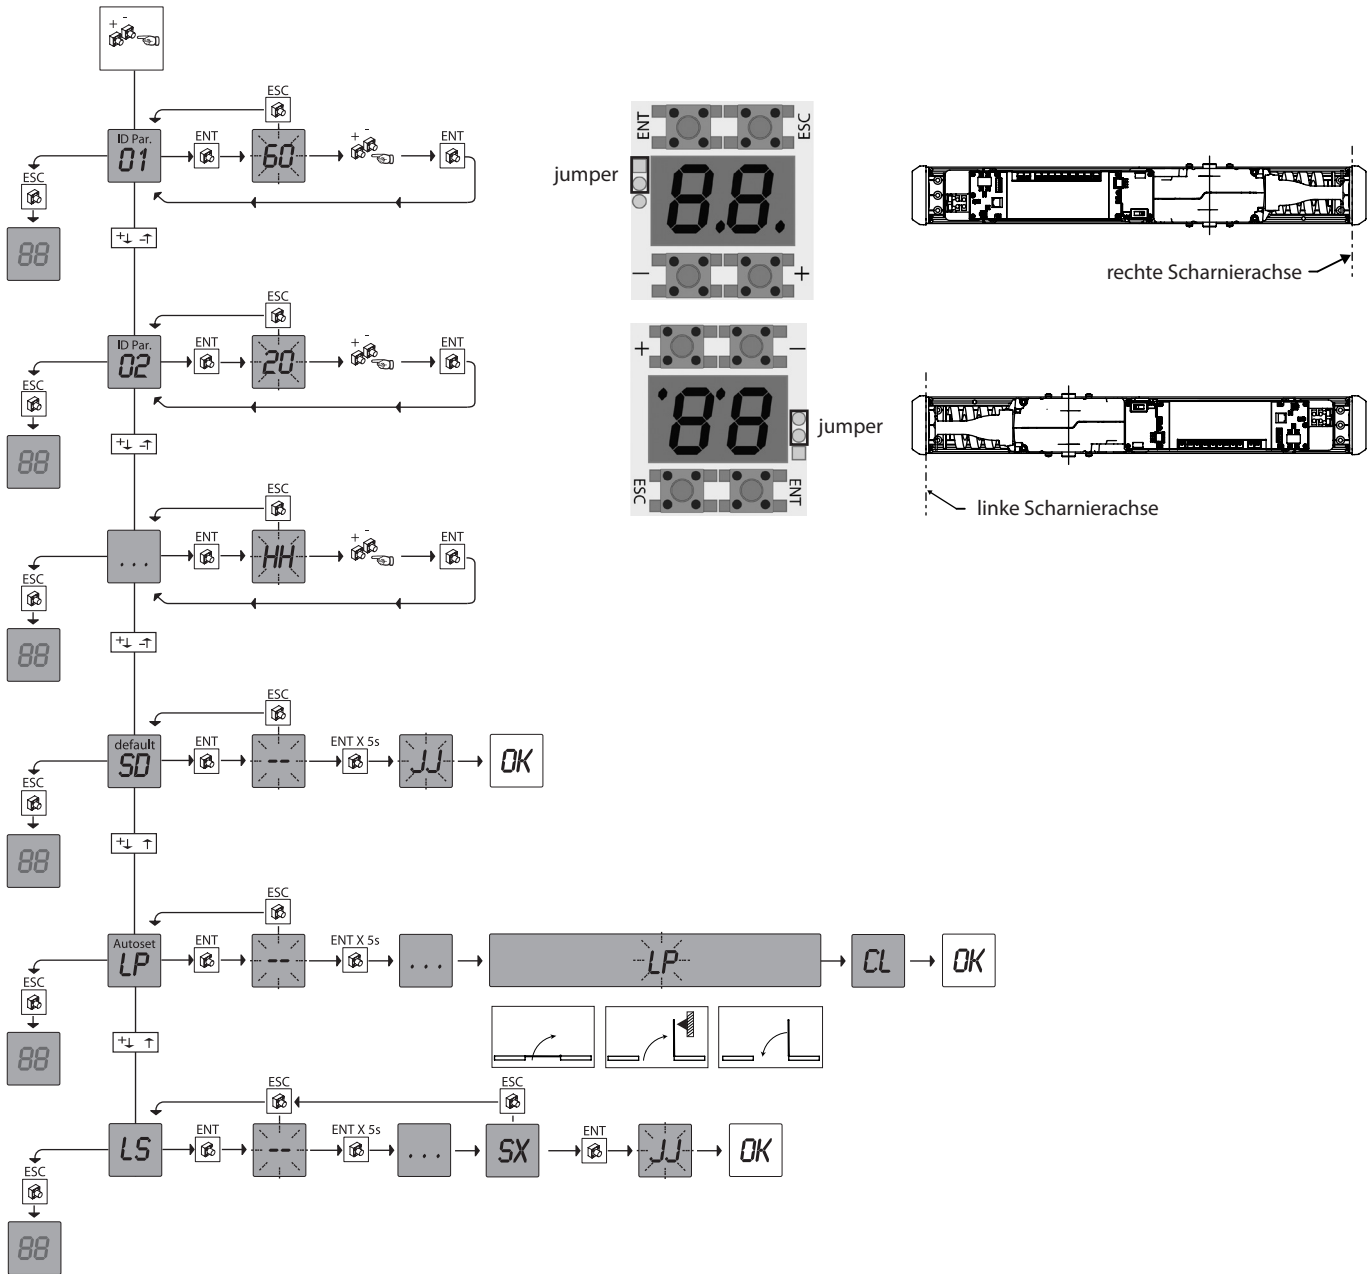 + -
ESC
ID Par.
01
ENT
60
+ -
ENT
ESC
88
+↓ -↑
ESC
ID Par.
02
ENT
20
+ -
ENT
ESC
88
+↓ -↑
ESC
...
ENT
HH
+ -
ENT
ESC
88
+↓ -↑
ESC
default
SD
ENT
--
ENT X 5s
JJ
OK
ESC
88
+↓ ↑
ESC
Autoset
LP
ENT
--
ENT X 5s
...
LP
CL
OK
ESC
88
+↓ ↑
ESC
ESC
LS
ENT
--
ENT X 5s
...
SX
ENT
JJ
OK
ESC
88
ENT
ESC
jumper
8.8.
-
+
rechte Scharnierachse
+
-
'8'8
jumper
ESC
ENT
linke Scharnierachse